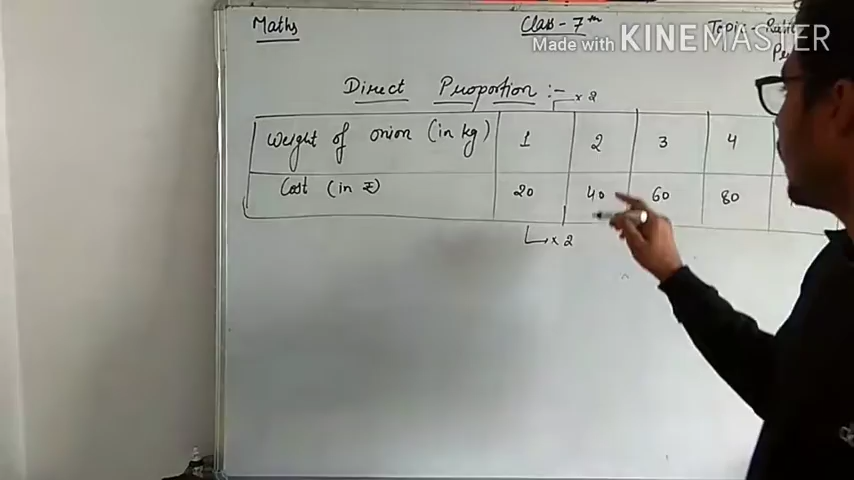 Maths
Class - 7th
Topic -
Made with KINEMASTER
Direct Proportion :-
× 2
Weight of onion (in kg) 1 2 3 4
Cost (in ₹) 20 40 60 80
× 2